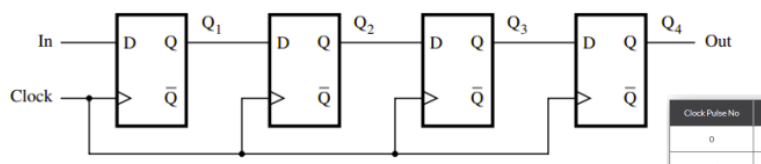 Q1 Q2 Q3 Q4
In D Q D Q D Q D Q Out
Clock Q̅ Q̅ Q̅ Q̅
Clock Pulse No
0